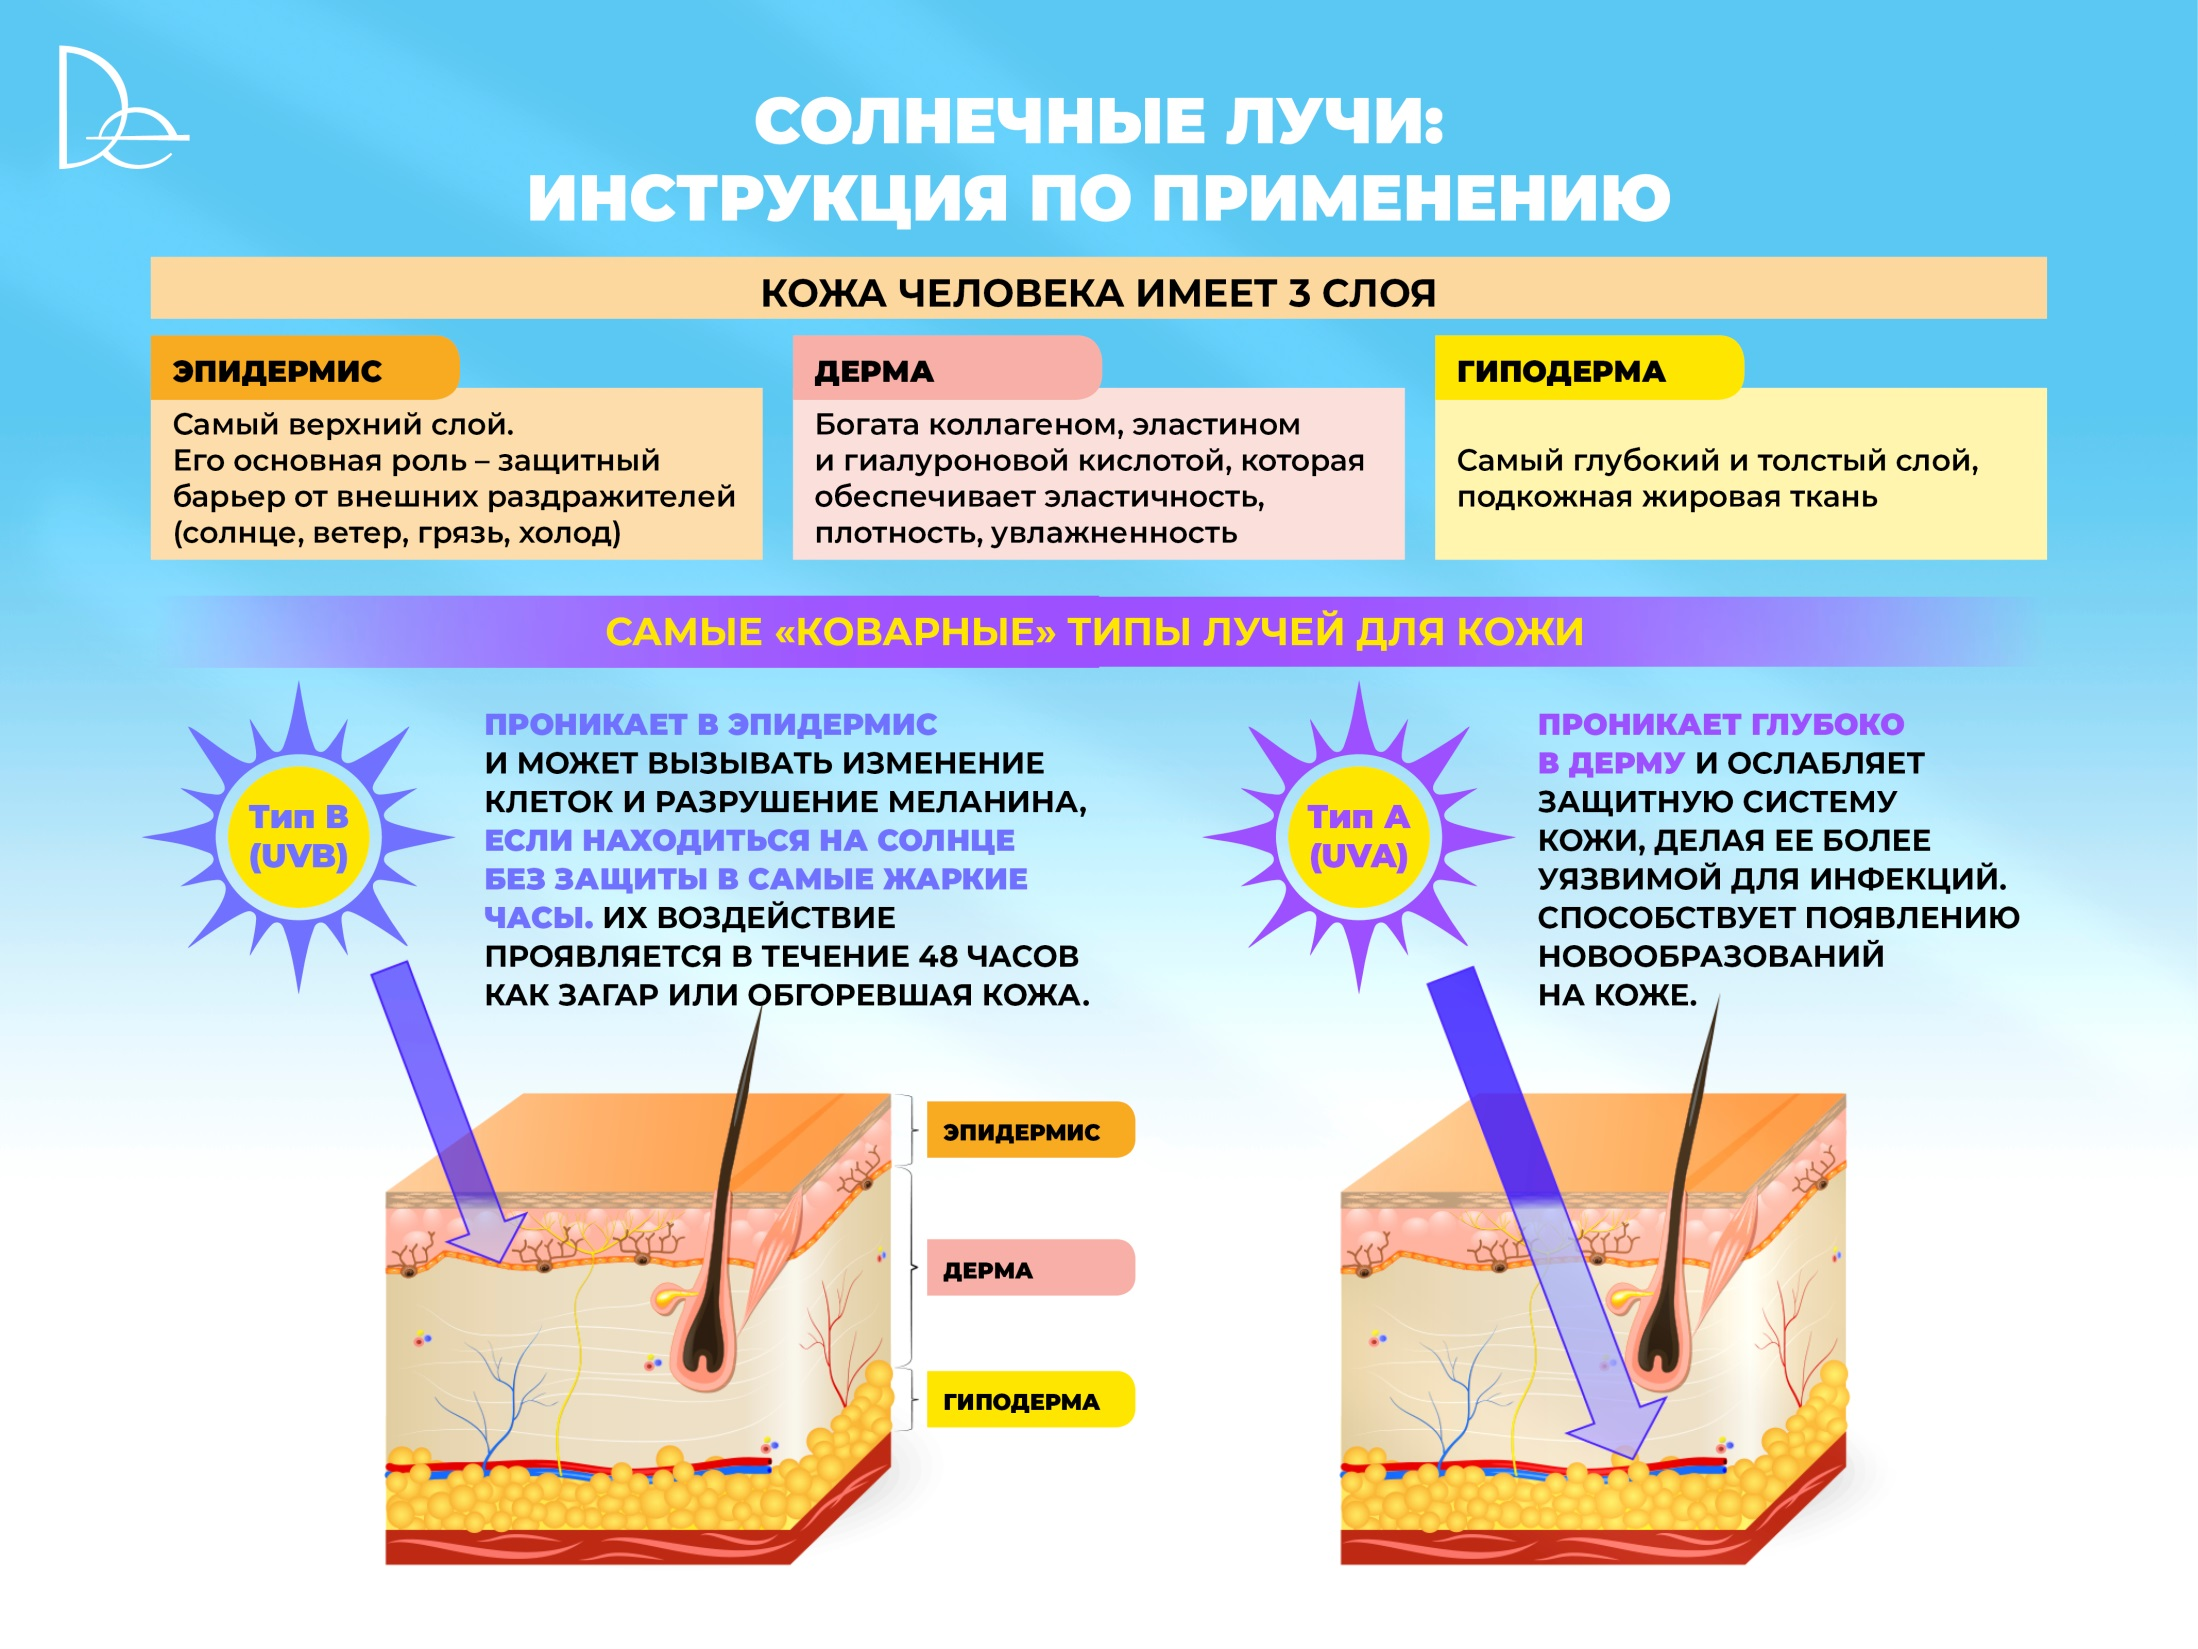 De
СОЛНЕЧНЫЕ ЛУЧИ:
ИНСТРУКЦИЯ ПО ПРИМЕНЕНИЮ
КОЖА ЧЕЛОВЕКА ИМЕЕТ 3 СЛОЯ
ЭПИДЕРМИС
Самый верхний слой.
Его основная роль – защитный
барьер от внешних раздражителей
(солнце, ветер, грязь, холод)
ДЕРМА
Богата коллагеном, эластином
и гиалуроновой кислотой, которая
обеспечивает эластичность,
плотность, увлажненность
ГИПОДЕРМА
Самый глубокий и толстый слой,
подкожная жировая ткань
САМЫЕ «КОВАРНЫЕ» ТИПЫ ЛУЧЕЙ ДЛЯ КОЖИ
Тип В
(UVB)
ПРОНИКАЕТ В ЭПИДЕРМИС
И МОЖЕТ ВЫЗЫВАТЬ ИЗМЕНЕНИЕ
КЛЕТОК И РАЗРУШЕНИЕ МЕЛАНИНА,
ЕСЛИ НАХОДИТЬСЯ НА СОЛНЦЕ
БЕЗ ЗАЩИТЫ В САМЫЕ ЖАРКИЕ
ЧАСЫ. ИХ ВОЗДЕЙСТВИЕ
ПРОЯВЛЯЕТСЯ В ТЕЧЕНИЕ 48 ЧАСОВ
КАК ЗАГАР ИЛИ ОБГОРЕВШАЯ КОЖА.
Тип А
(UVA)
ПРОНИКАЕТ ГЛУБОКО
В ДЕРМУ И ОСЛАБЛЯЕТ
ЗАЩИТНУЮ СИСТЕМУ
КОЖИ, ДЕЛАЯ ЕЕ БОЛЕЕ
УЯЗВИМОЙ ДЛЯ ИНФЕКЦИЙ.
СПОСОБСТВУЕТ ПОЯВЛЕНИЮ
НОВООБРАЗОВАНИЙ
НА КОЖЕ.
ЭПИДЕРМИС
ДЕРМА
ГИПОДЕРМА